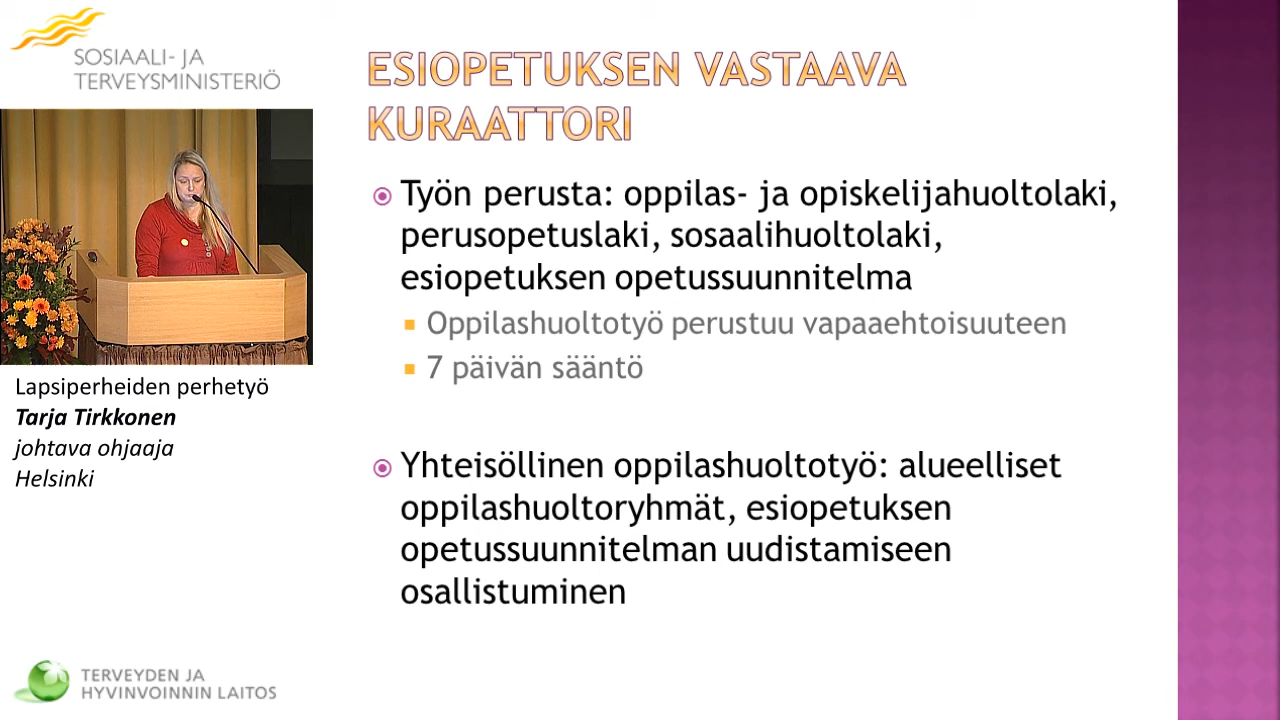 SOSIAALI- JA
TERVEYSMINISTERIÖ
ESIOPETUKSEN VASTAAVA
KURAATTORI
Työn perusta: oppilas- ja opiskelijahuoltolaki,
perusopetuslaki, sosaalihuoltolaki,
esiopetuksen opetussuunnitelma
Oppilashuoltotyö perustuu vapaaehtoisuuteen
7 päivän sääntö
Yhteisöllinen oppilashuoltotyö: alueelliset
oppilashuoltoryhmät, esiopetuksen
opetussuunnitelman uudistamiseen
osallistuminen
Lapsiperheiden perhetyö
Tarja Tirkkonen
johtava ohjaaja
Helsinki
TERVEYDEN JA
HYVINVOINNIN LAITOS